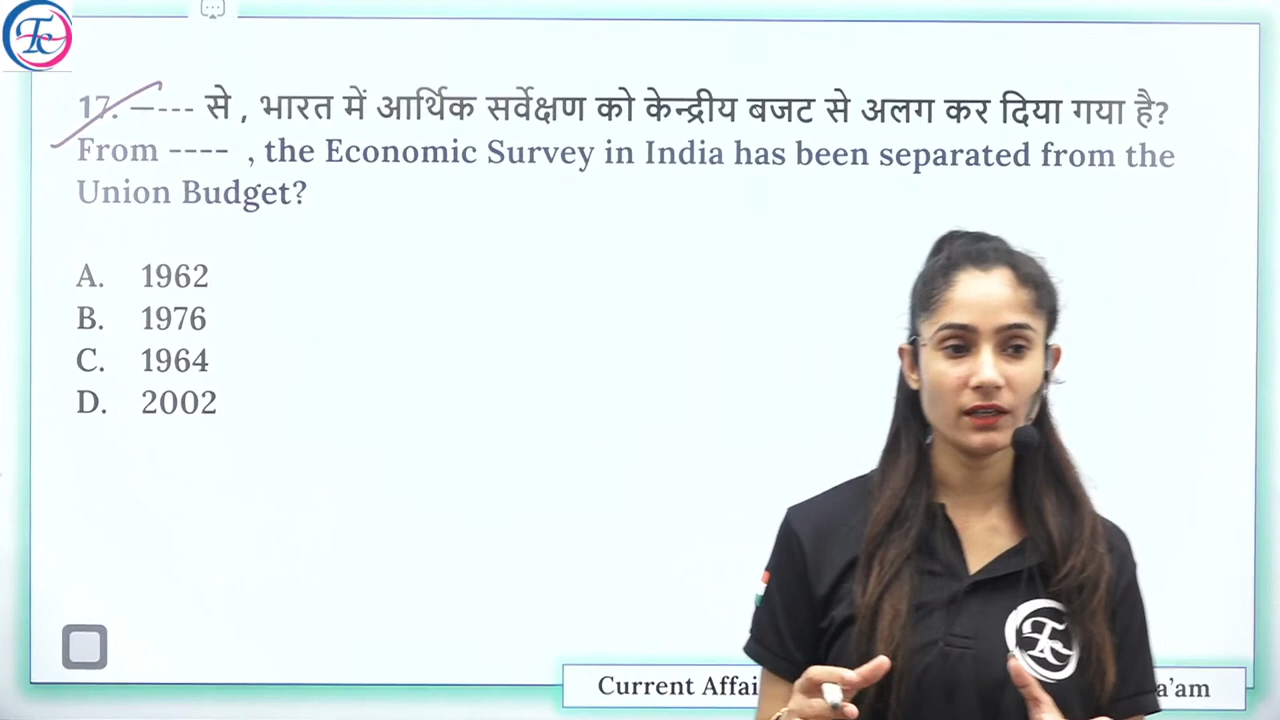 17. —--- से , भारत में आर्थिक सर्वेक्षण को केन्द्रीय बजट से अलग कर दिया गया है?
From ---- , the Economic Survey in India has been separated from the
Union Budget?
A. 1962
B. 1976
C. 1964
D. 2002
Current Affai
a’am